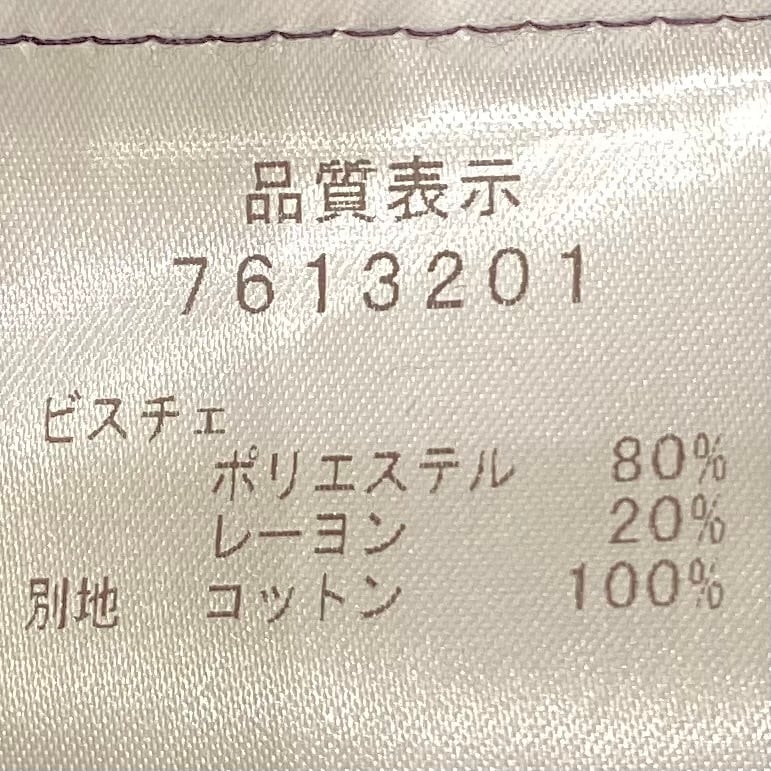 品質表示
7613201
ビスチェ
ポリエステル 80%
レーヨン 20%
別地 コットン 100%